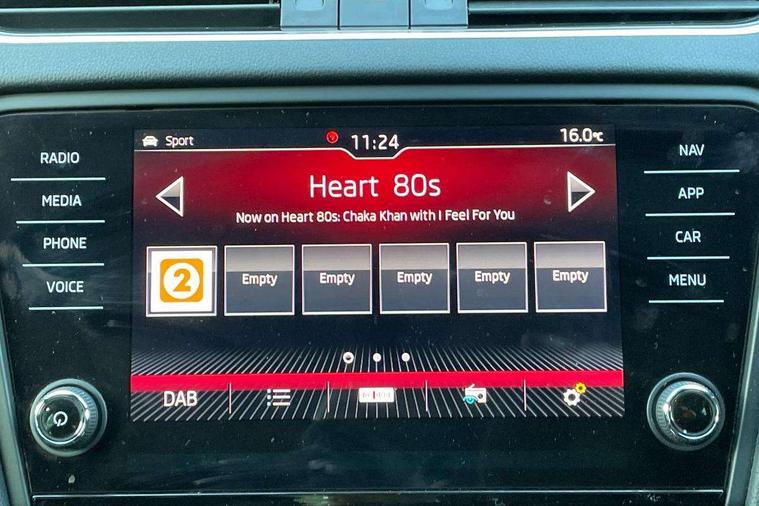 Sport
11:24
16.0°C
Heart 80s
Now on Heart 80s: Chaka Khan with I Feel For You
2
Empty
Empty
Empty
Empty
Empty
DAB
RADIO
MEDIA
PHONE
VOICE
NAV
APP
CAR
MENU